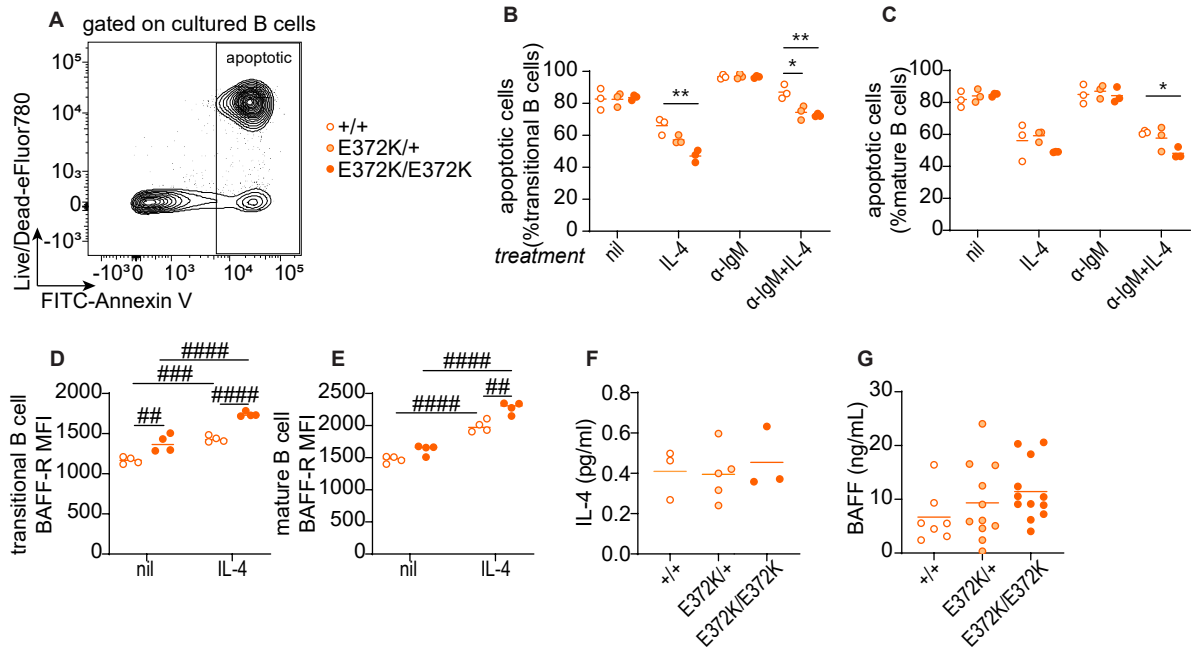 A
gated on cultured B cells
apoptotic
10⁵
10⁴
10³
0
-10³
Live/Dead-eFluor780
-10³ 0 10³ 10⁴ 10⁵
FITC-Annexin V
+/+
E372K/+
E372K/E372K
B
apoptotic cells
(%transitional B cells)
100
80
60
40
20
0
**
**
*
treatment
nil
IL-4
α-IgM
α-IgM+IL-4
C
apoptotic cells
(%mature B cells)
100
80
60
40
20
0
*
nil
IL-4
α-IgM
α-IgM+IL-4
D
transitional B cell
BAFF-R MFI
2000
1500
1000
500
0
####
###
####
##
nil
IL-4
E
mature B cell
BAFF-R MFI
2500
2000
1500
1000
500
0
####
##
####
nil
IL-4
F
IL-4 (pg/ml)
0.8
0.6
0.4
0.2
0.0
+/+
E372K/+
E372K/E372K
G
BAFF (ng/mL)
30
20
10
0
+/+
E372K/+
E372K/E372K